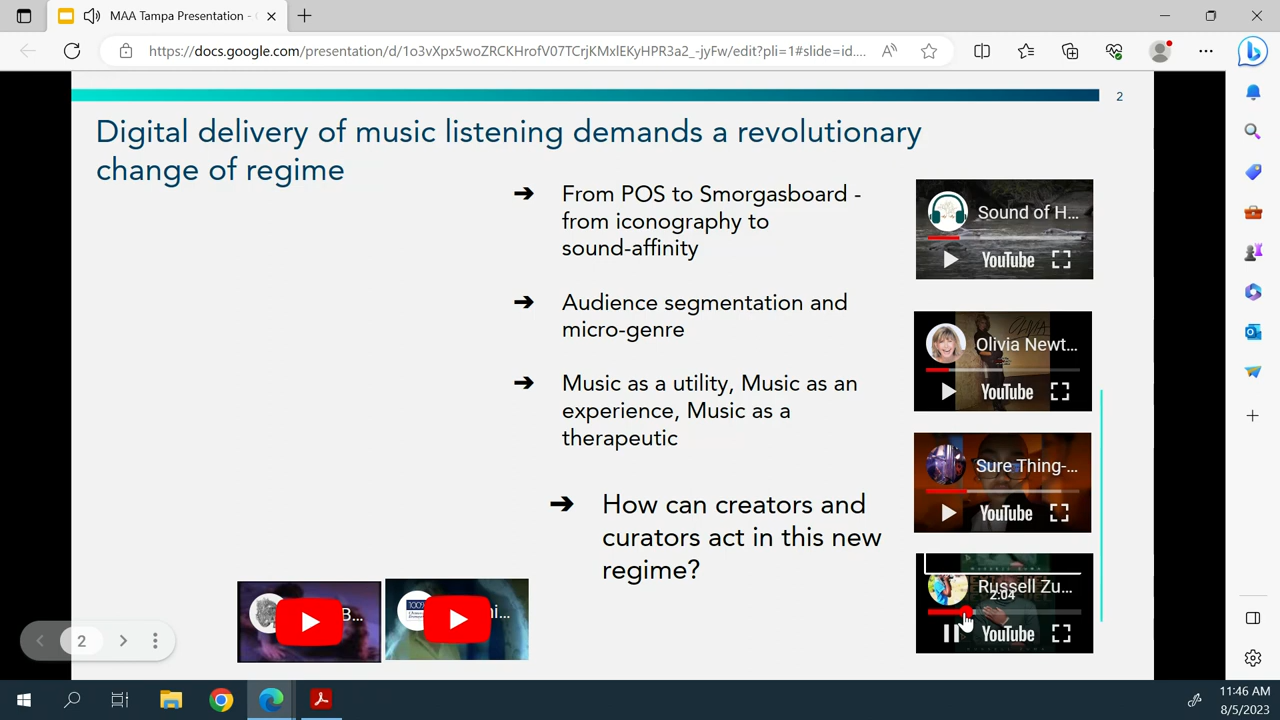 MAA Tampa Presentation -
https://docs.google.com/presentation/d/1o3vXpx5woZRCKHrofV07TCrjKMxlEKyHPR3a2_-jyFw/edit?pli=1#slide=id....
2
Digital delivery of music listening demands a revolutionary
change of regime
➔ From POS to Smorgasboard -
from iconography to
sound-affinity
➔ Audience segmentation and
micro-genre
➔ Music as a utility, Music as an
experience, Music as a
therapeutic
➔ How can creators and
curators act in this new
regime?
Sound of H...
YouTube
OLIVIA
Olivia Newt...
YouTube
Sure Thing-...
YouTube
Russell Zu...
2:04
YouTube
B...
100%
i...
2
11:46 AM
8/5/2023